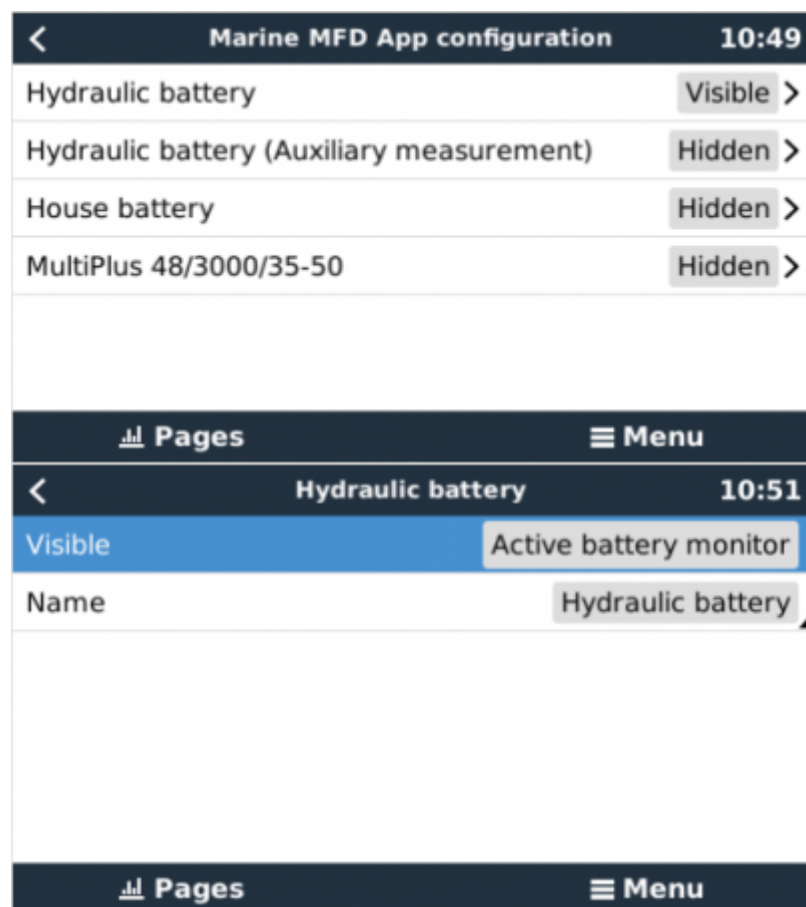 Marine MFD App configuration 10:49
Hydraulic battery Visible
Hydraulic battery (Auxiliary measurement) Hidden
House battery Hidden
MultiPlus 48/3000/35-50 Hidden
Pages Menu
Hydraulic battery 10:51
Visible Active battery monitor
Name Hydraulic battery
Pages Menu